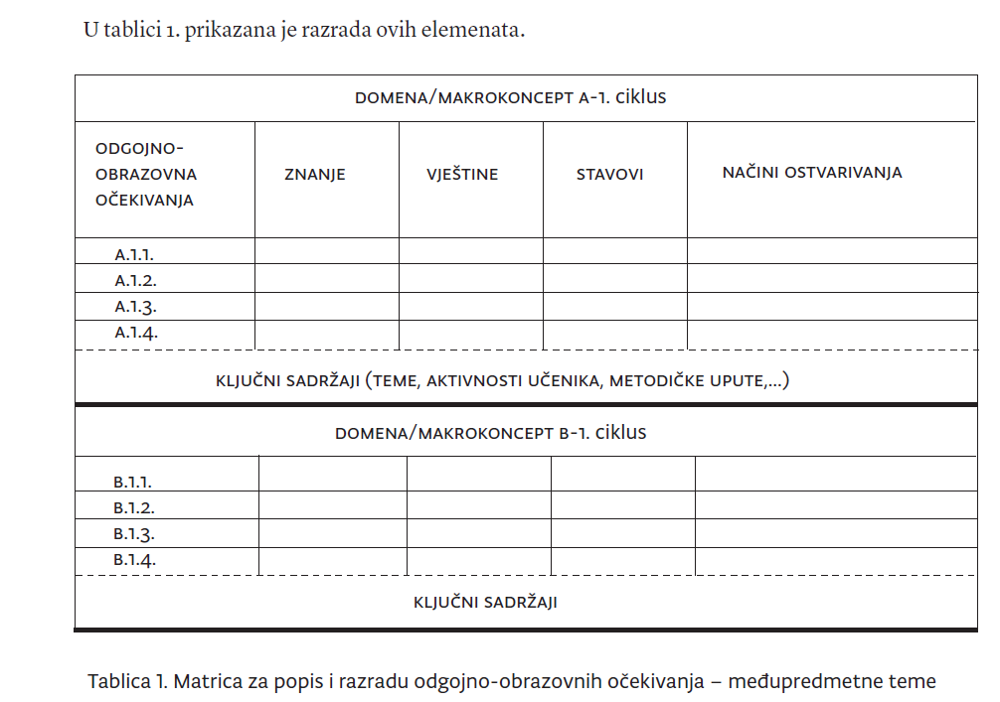 U tablici 1. prikazana je razrada ovih elemenata.
DOMENA/MAKROKONCEPT A-1. ciklus
ODGOJNO-
OBRAZOVNA
OČEKIVANJA
ZNANJE
VJEŠTINE
STAVOVI
NAČINI OSTVARIVANJA
A.1.1.
A.1.2.
A.1.3.
A.1.4.
KLJUČNI SADRŽAJI (TEME, AKTIVNOSTI UČENIKA, METODIČKE UPUTE,...)
DOMENA/MAKROKONCEPT B-1. ciklus
B.1.1.
B.1.2.
B.1.3.
B.1.4.
KLJUČNI SADRŽAJI
Tablica 1. Matrica za popis i razradu odgojno-obrazovnih očekivanja – međupredmetne teme